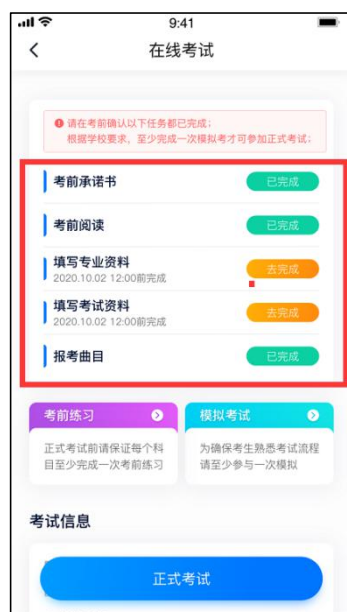 9:41
在线考试
请在考前确认以下任务都已完成；
根据学校要求，至少完成一次模拟考才可参加正式考试；
考前承诺书
已完成
考前阅读
已完成
填写专业资料
去完成
2020.10.02 12:00前完成
填写考试资料
去完成
2020.10.02 12:00前完成
报考曲目
已完成
考前练习
正式考试前请保证每个科
目至少完成一次考前练习
模拟考试
为确保考生熟悉考试流程
请至少参与一次模拟
考试信息
正式考试